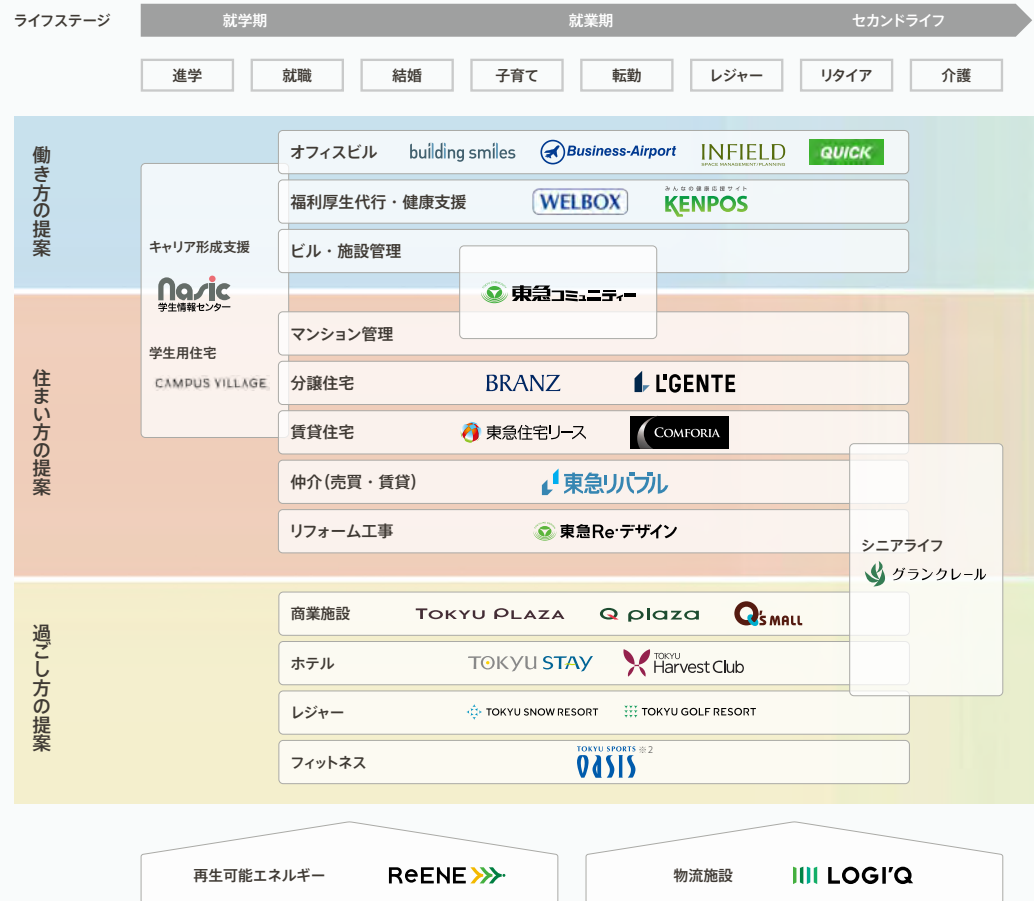 ライフステージ
就学期 就業期 セカンドライフ
進学 就職 結婚 子育て 転勤 レジャー リタイア 介護
働き方の提案
オフィスビル building smiles Business-Airport INFIELD SPACE MANAGEMENT/PLANNING QUICK
福利厚生代行・健康支援 WELBOX みんなの健康応援サイト KENPOS
ビル・施設管理
キャリア形成支援
Nasic
学生情報センター
学生用住宅
CAMPUS VILLAGE
東急コミュニティー
住まい方の提案
マンション管理
分譲住宅 BRANZ L'GENTE
賃貸住宅 東急住宅リース COMFORIA
仲介(売買・賃貸) 東急リバブル
リフォーム工事 東急Re・デザイン
シニアライフ
グランクレール
過ごし方の提案
商業施設 TOKYU PLAZA Q plaza Q's MALL
ホテル TOKYU STAY TOKYU Harvest Club
レジャー TOKYU SNOW RESORT TOKYU GOLF RESORT
フィットネス TOKYU SPORTS OASIS ※2
再生可能エネルギー ReENE
物流施設 LOGI'Q